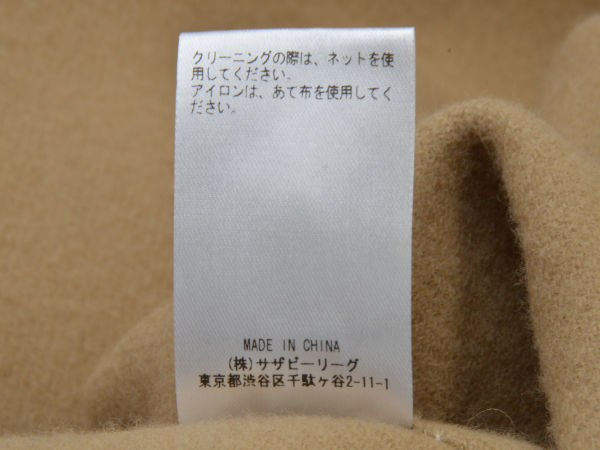 クリーニングの際は、ネットを使
用してください。
アイロンは、あて布を使用してく
ださい。
MADE IN CHINA
(株)サザビーリーグ
東京都渋谷区千駄ヶ谷2-11-1